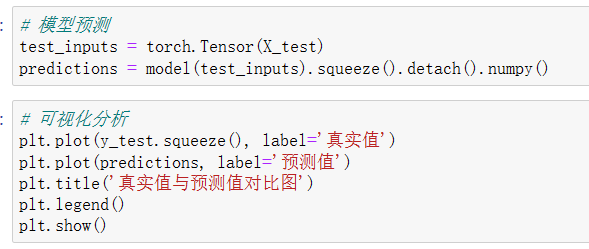 :
# 模型预测
test_inputs = torch.Tensor(X_test)
predictions = model(test_inputs).squeeze().detach().numpy()
:
# 可视化分析
plt.plot(y_test.squeeze(), label='真实值')
plt.plot(predictions, label='预测值')
plt.title('真实值与预测值对比图')
plt.legend()
plt.show()